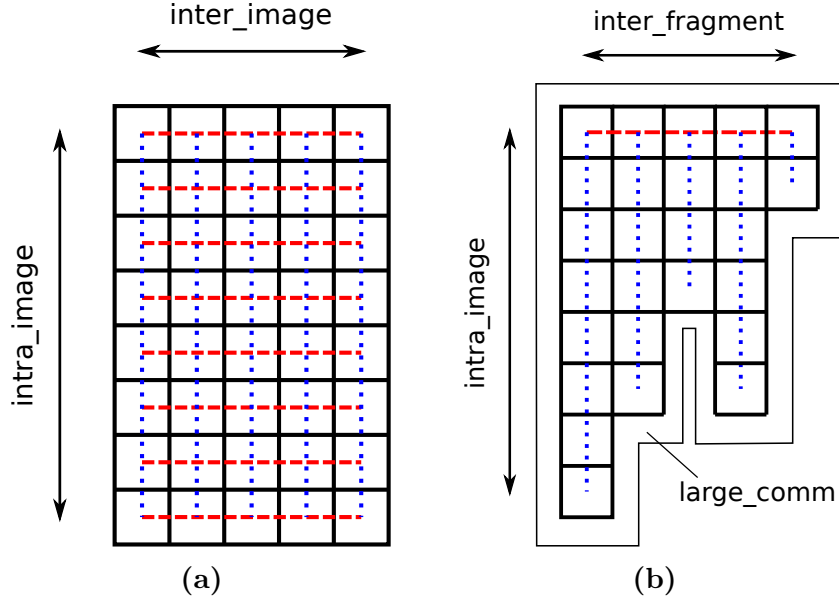 inter_image
inter_fragment
intra_image
intra_image
large_comm
(a)
(b)